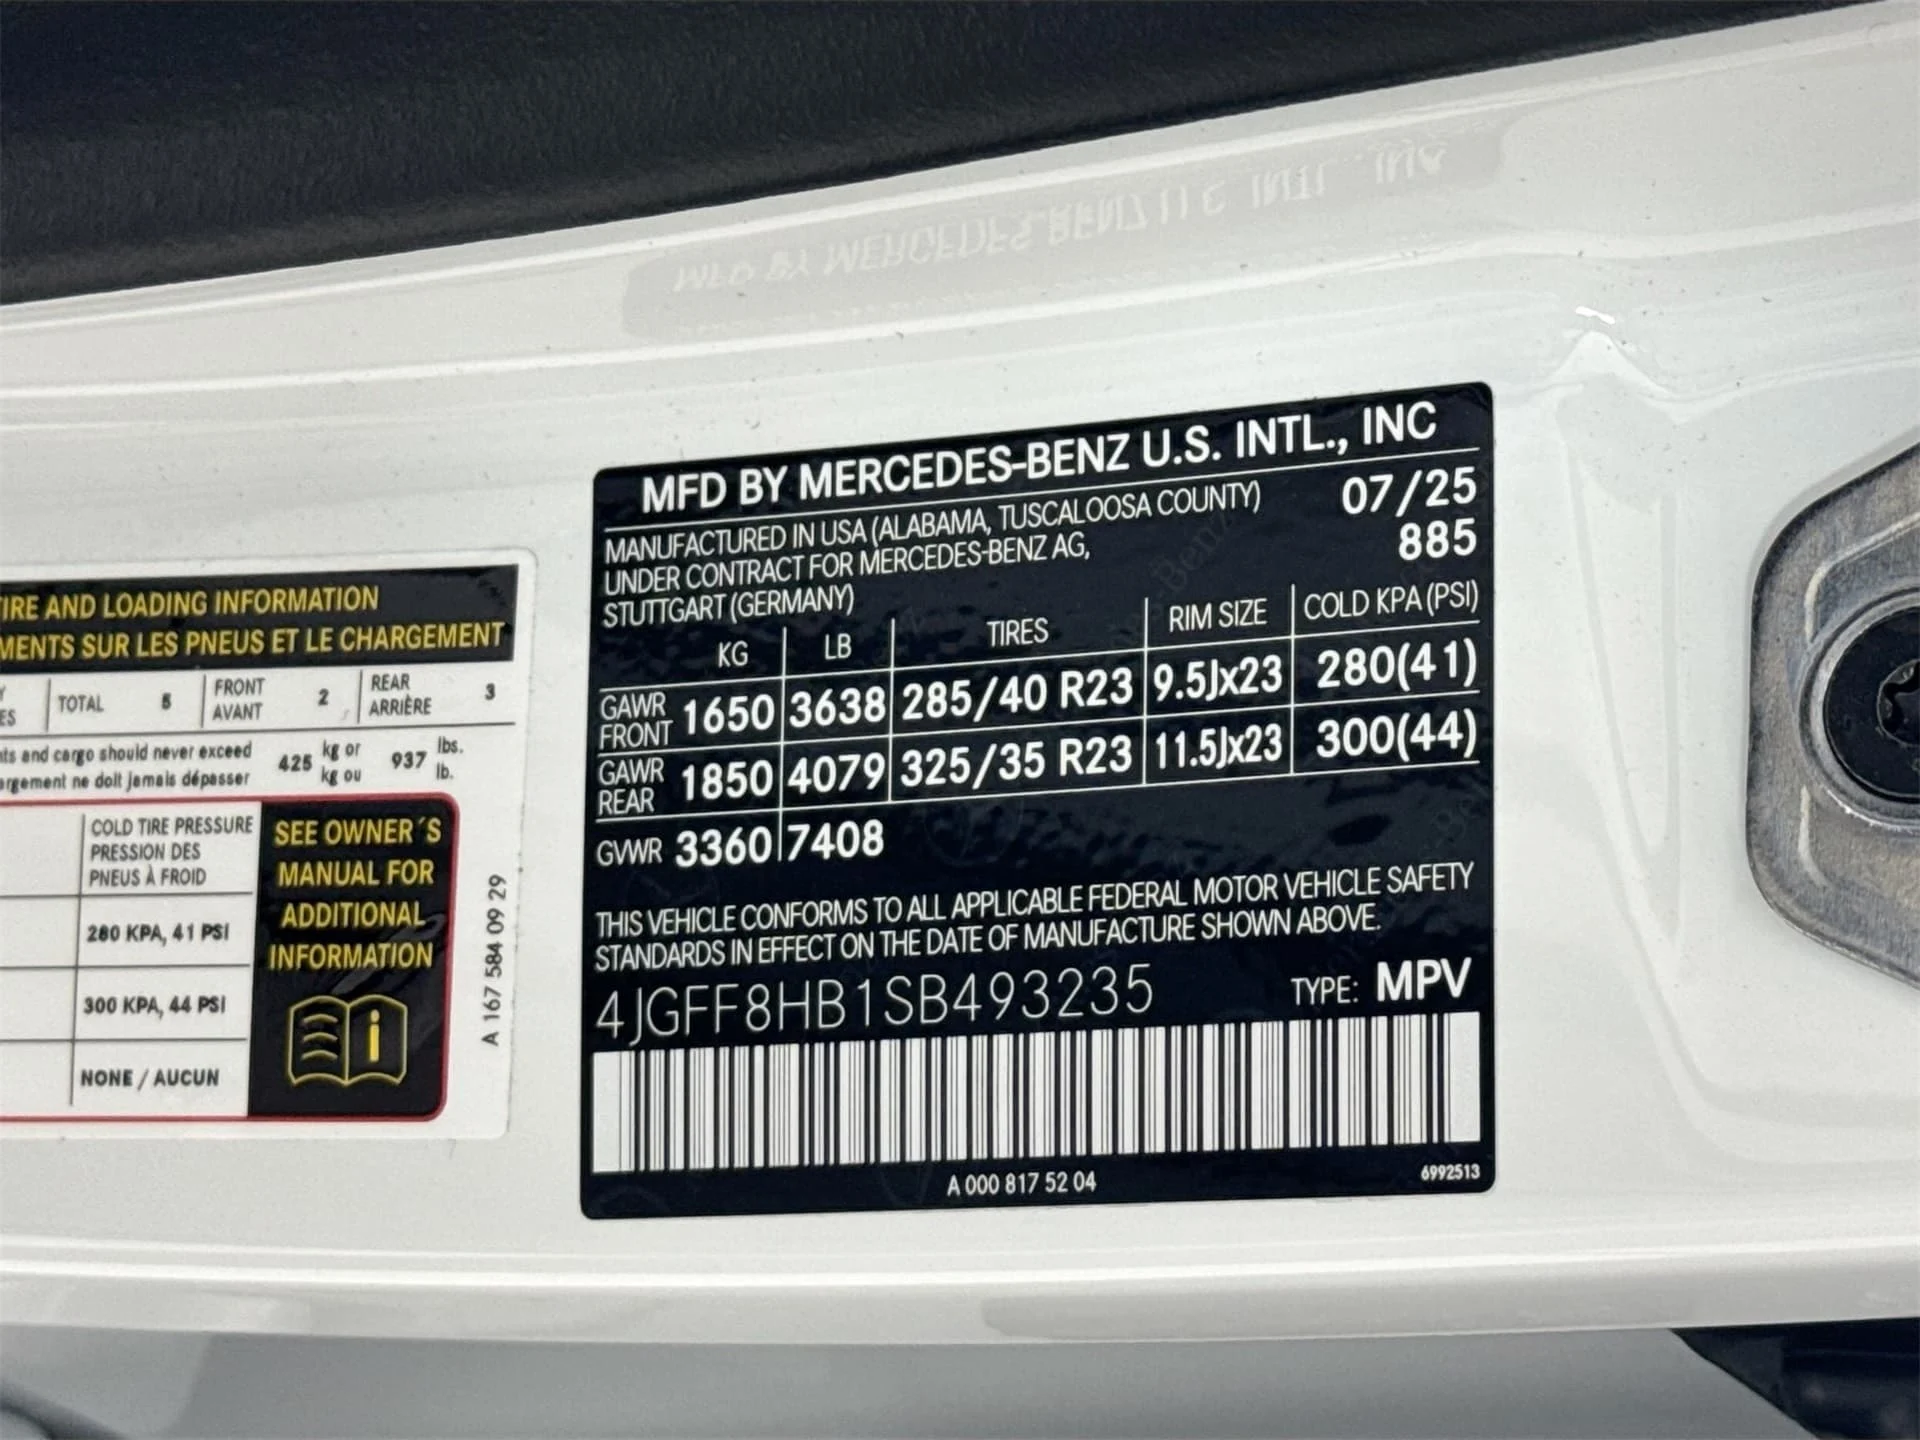 TIRE AND LOADING INFORMATION
SUR LES PNEUS ET LE CHARGEMENT
TOTAL 5 FRONT AVANT 2 REAR ARRIÈRE 3
and cargo should never exceed 425 kg or 937 lbs.
ne doit jamais dépasser kg ou lb.
COLD TIRE PRESSURE
PRESSION DES
PNEUS À FROID
280 KPA, 41 PSI
300 KPA, 44 PSI
NONE / AUCUN
SEE OWNER´S
MANUAL FOR
ADDITIONAL
INFORMATION
i
A 167 584 09 29
MFD BY MERCEDES-BENZ U.S. INTL., INC
MANUFACTURED IN USA (ALABAMA, TUSCALOOSA COUNTY) 07/25
UNDER CONTRACT FOR MERCEDES-BENZ AG, 885
STUTTGART (GERMANY)
KG LB TIRES RIM SIZE COLD KPA (PSI)
GAWR FRONT 1650 3638 285/40 R23 9.5Jx23 280(41)
GAWR REAR 1850 4079 325/35 R23 11.5Jx23 300(44)
GVWR 3360 7408
THIS VEHICLE CONFORMS TO ALL APPLICABLE FEDERAL MOTOR VEHICLE SAFETY
STANDARDS IN EFFECT ON THE DATE OF MANUFACTURE SHOWN ABOVE.
4JGFF8HB1SB493235 TYPE: MPV
A 000 817 52 04 6992513